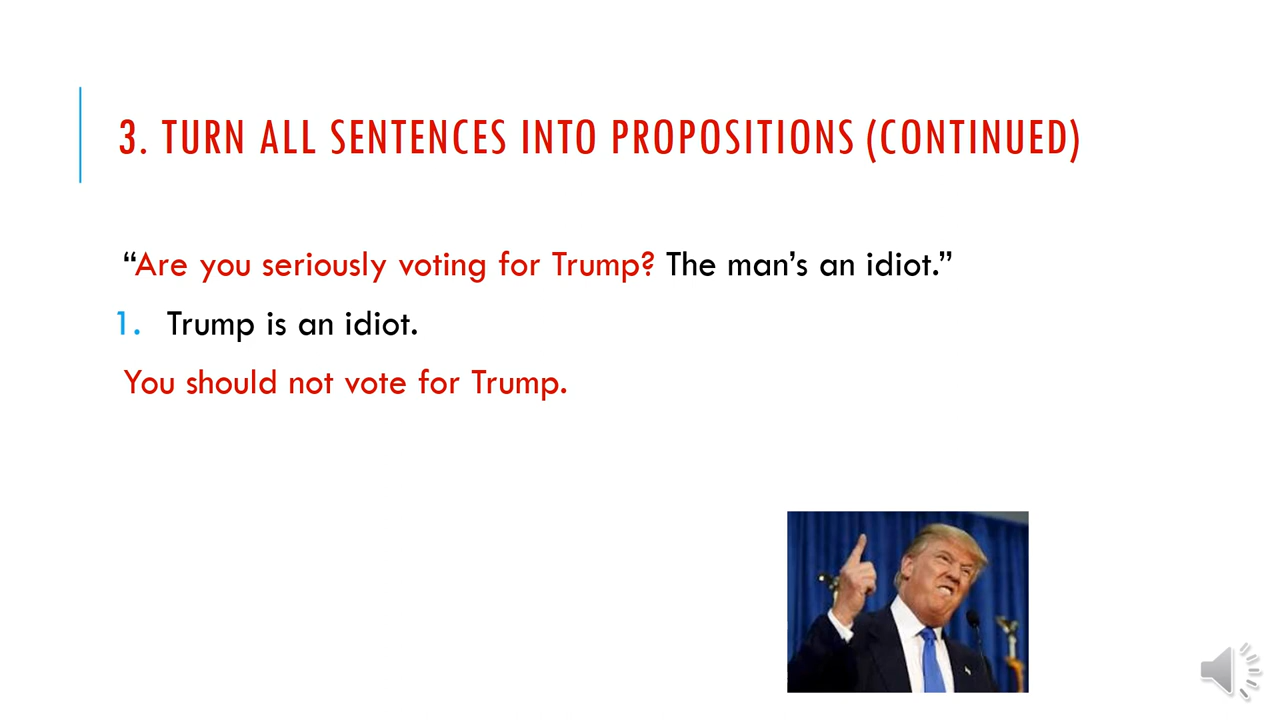 3. TURN ALL SENTENCES INTO PROPOSITIONS (CONTINUED)
“Are you seriously voting for Trump? The man’s an idiot.”
1. Trump is an idiot.
You should not vote for Trump.